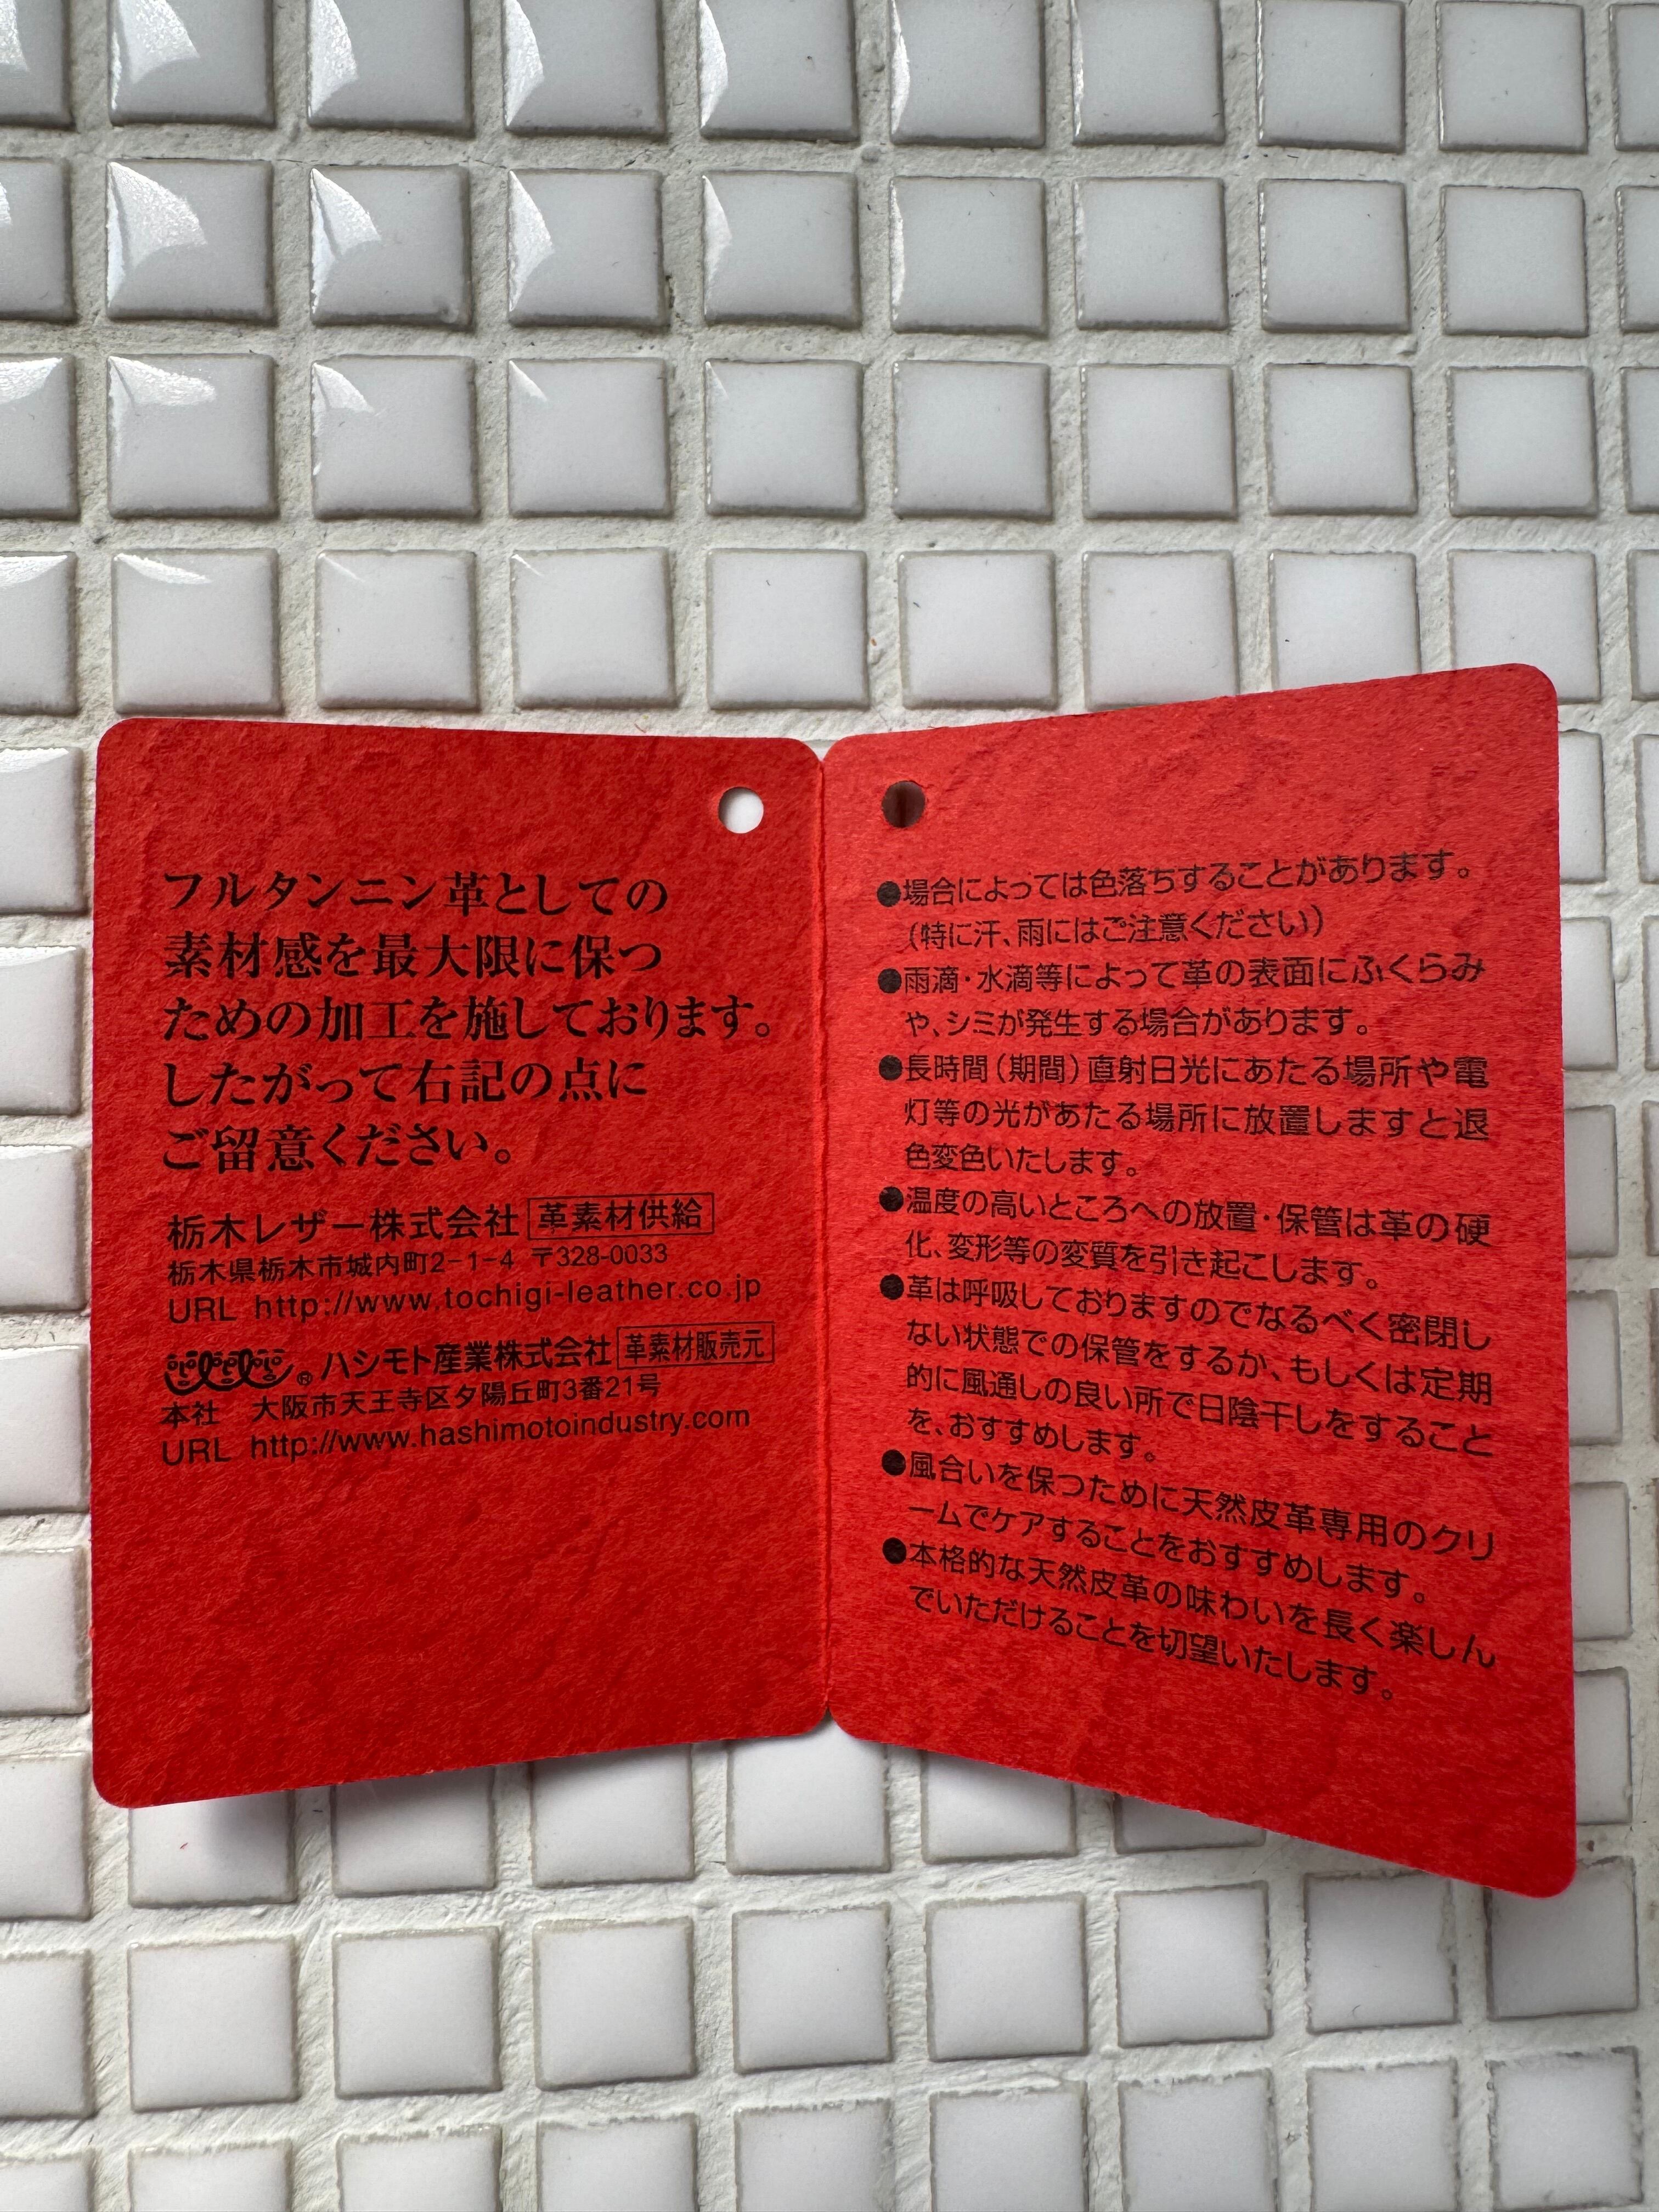 フルタンニン革としての
素材感を最大限に保つ
ための加工を施しております。
したがって右記の点に
ご留意ください。
栃木レザー株式会社 革素材供給
栃木県栃木市城内町2-1-4 〒328-0033
URL http://www.tochigi-leather.co.jp
® ハシモト産業株式会社 革素材販売元
本社 大阪市天王寺区夕陽丘町3番21号
URL http://www.hashimotoindustry.com
●場合によっては色落ちすることがあります。
(特に汗、雨にはご注意ください)
●雨滴・水滴等によって革の表面にふくらみ
や、シミが発生する場合があります。
●長時間(期間)直射日光にあたる場所や電
灯等の光があたる場所に放置しますと退
色変色いたします。
●温度の高いところへの放置・保管は革の硬
化、変形等の変質を引き起こします。
●革は呼吸しておりますのでなるべく密閉し
ない状態での保管をするか、もしくは定期
的に風通しの良い所で日陰干しをすること
を、おすすめします。
●風合いを保つために天然皮革専用のクリ
ームでケアすることをおすすめします。
●本格的な天然皮革の味わいを長く楽しん
でいただけることを切望いたします。